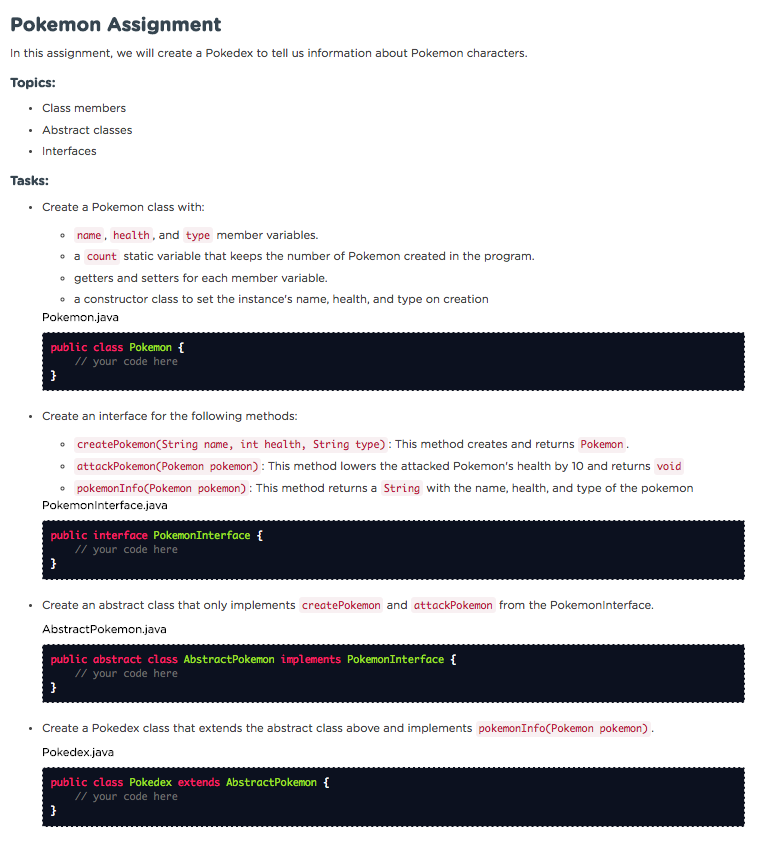 Pokemon Assignment
In this assignment, we will create a Pokedex to tell us information about Pokemon characters.
Topics:
• Class members
• Abstract classes
• Interfaces
Tasks:
• Create a Pokemon class with:
◦ name, health, and type member variables.
◦ a count static variable that keeps the number of Pokemon created in the program.
◦ getters and setters for each member variable.
◦ a constructor class to set the instance's name, health, and type on creation
Pokemon.java
public class Pokemon {
// your code here
}
• Create an interface for the following methods:
◦ createPokemon(String name, int health, String type): This method creates and returns Pokemon.
◦ attackPokemon(Pokemon pokemon): This method lowers the attacked Pokemon's health by 10 and returns void
◦ pokemonInfo(Pokemon pokemon): This method returns a String with the name, health, and type of the pokemon
PokemonInterface.java
public interface PokemonInterface {
// your code here
}
• Create an abstract class that only implements createPokemon and attackPokemon from the PokemonInterface.
AbstractPokemon.java
public abstract class AbstractPokemon implements PokemonInterface {
// your code here
}
• Create a Pokedex class that extends the abstract class above and implements pokemonInfo(Pokemon pokemon).
Pokedex.java
public class Pokedex extends AbstractPokemon {
// your code here
}